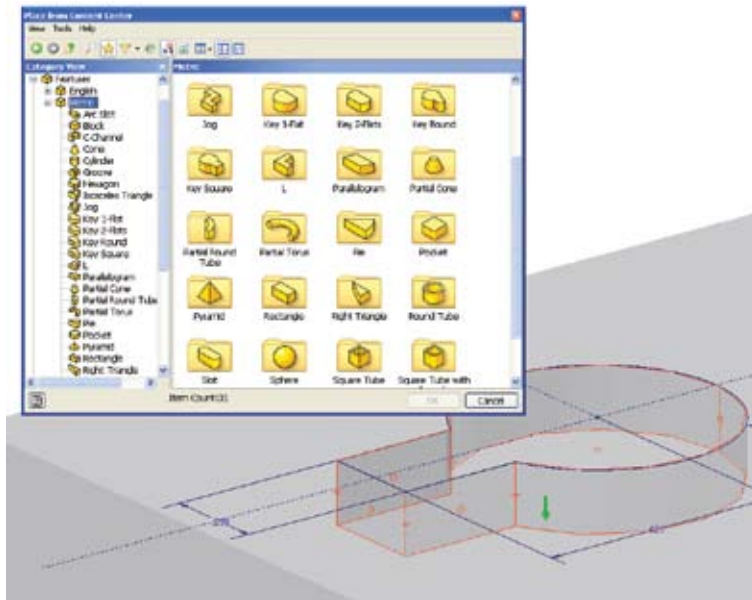 Place from Content Center
View Tools Help
Category View
Metric
Features
English
Metric
Arc Slot
Block
C-Channel
Cone
Cylinder
Groove
Hexagon
Isosceles Triangle
Jog
Key 1-Flat
Key 2-Flats
Key Round
Key Square
L
Parallelogram
Partial Cone
Partial Round Tube
Partial Torus
Pie
Pocket
Pyramid
Rectangle
Right Triangle
Jog
Key 1-Flat
Key 2-Flats
Key Round
Key Square
L
Parallelogram
Partial Cone
Partial Round Tube
Partial Torus
Pie
Pocket
Pyramid
Rectangle
Right Triangle
Round Tube
Slot
Sphere
Square Tube
Square Tube with
OK
Cancel